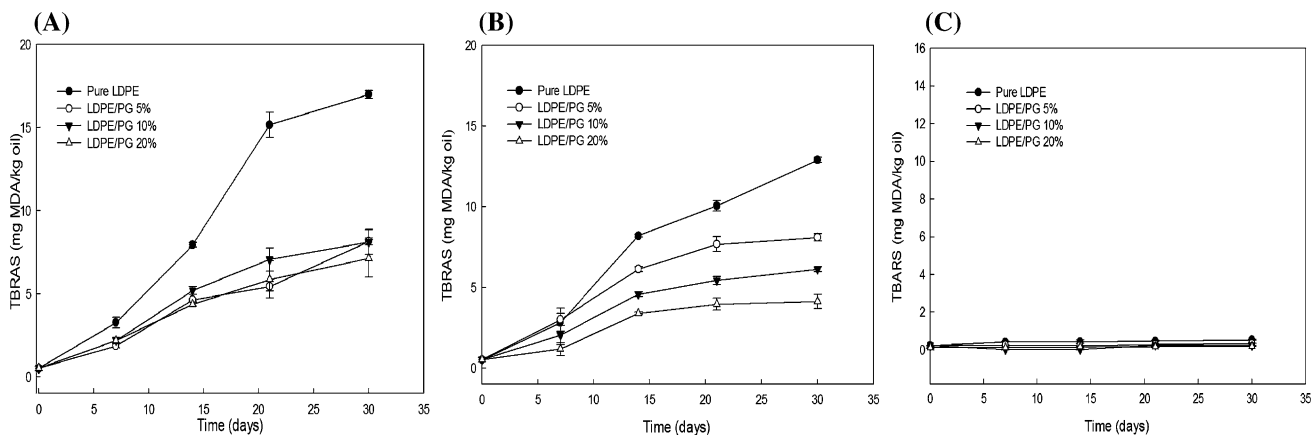 (A)
TBRAS (mg MDA/kg oil)
20
15
10
5
0
Pure LDPE
LDPE/PG 5%
LDPE/PG 10%
LDPE/PG 20%
0 5 10 15 20 25 30 35
Time (days)
(B)
TBRAS (mg MDA/kg oil)
20
15
10
5
0
Pure LDPE
LDPE/PG 5%
LDPE/PG 10%
LDPE/PG 20%
0 5 10 15 20 25 30 35
Time (days)
(C)
TBARS (mg MDA/kg oil)
16
14
12
10
8
6
4
2
0
Pure LDPE
LDPE/PG 5%
LDPE/PG 10%
LDPE/PG 20%
0 5 10 15 20 25 30 35
Time (days)